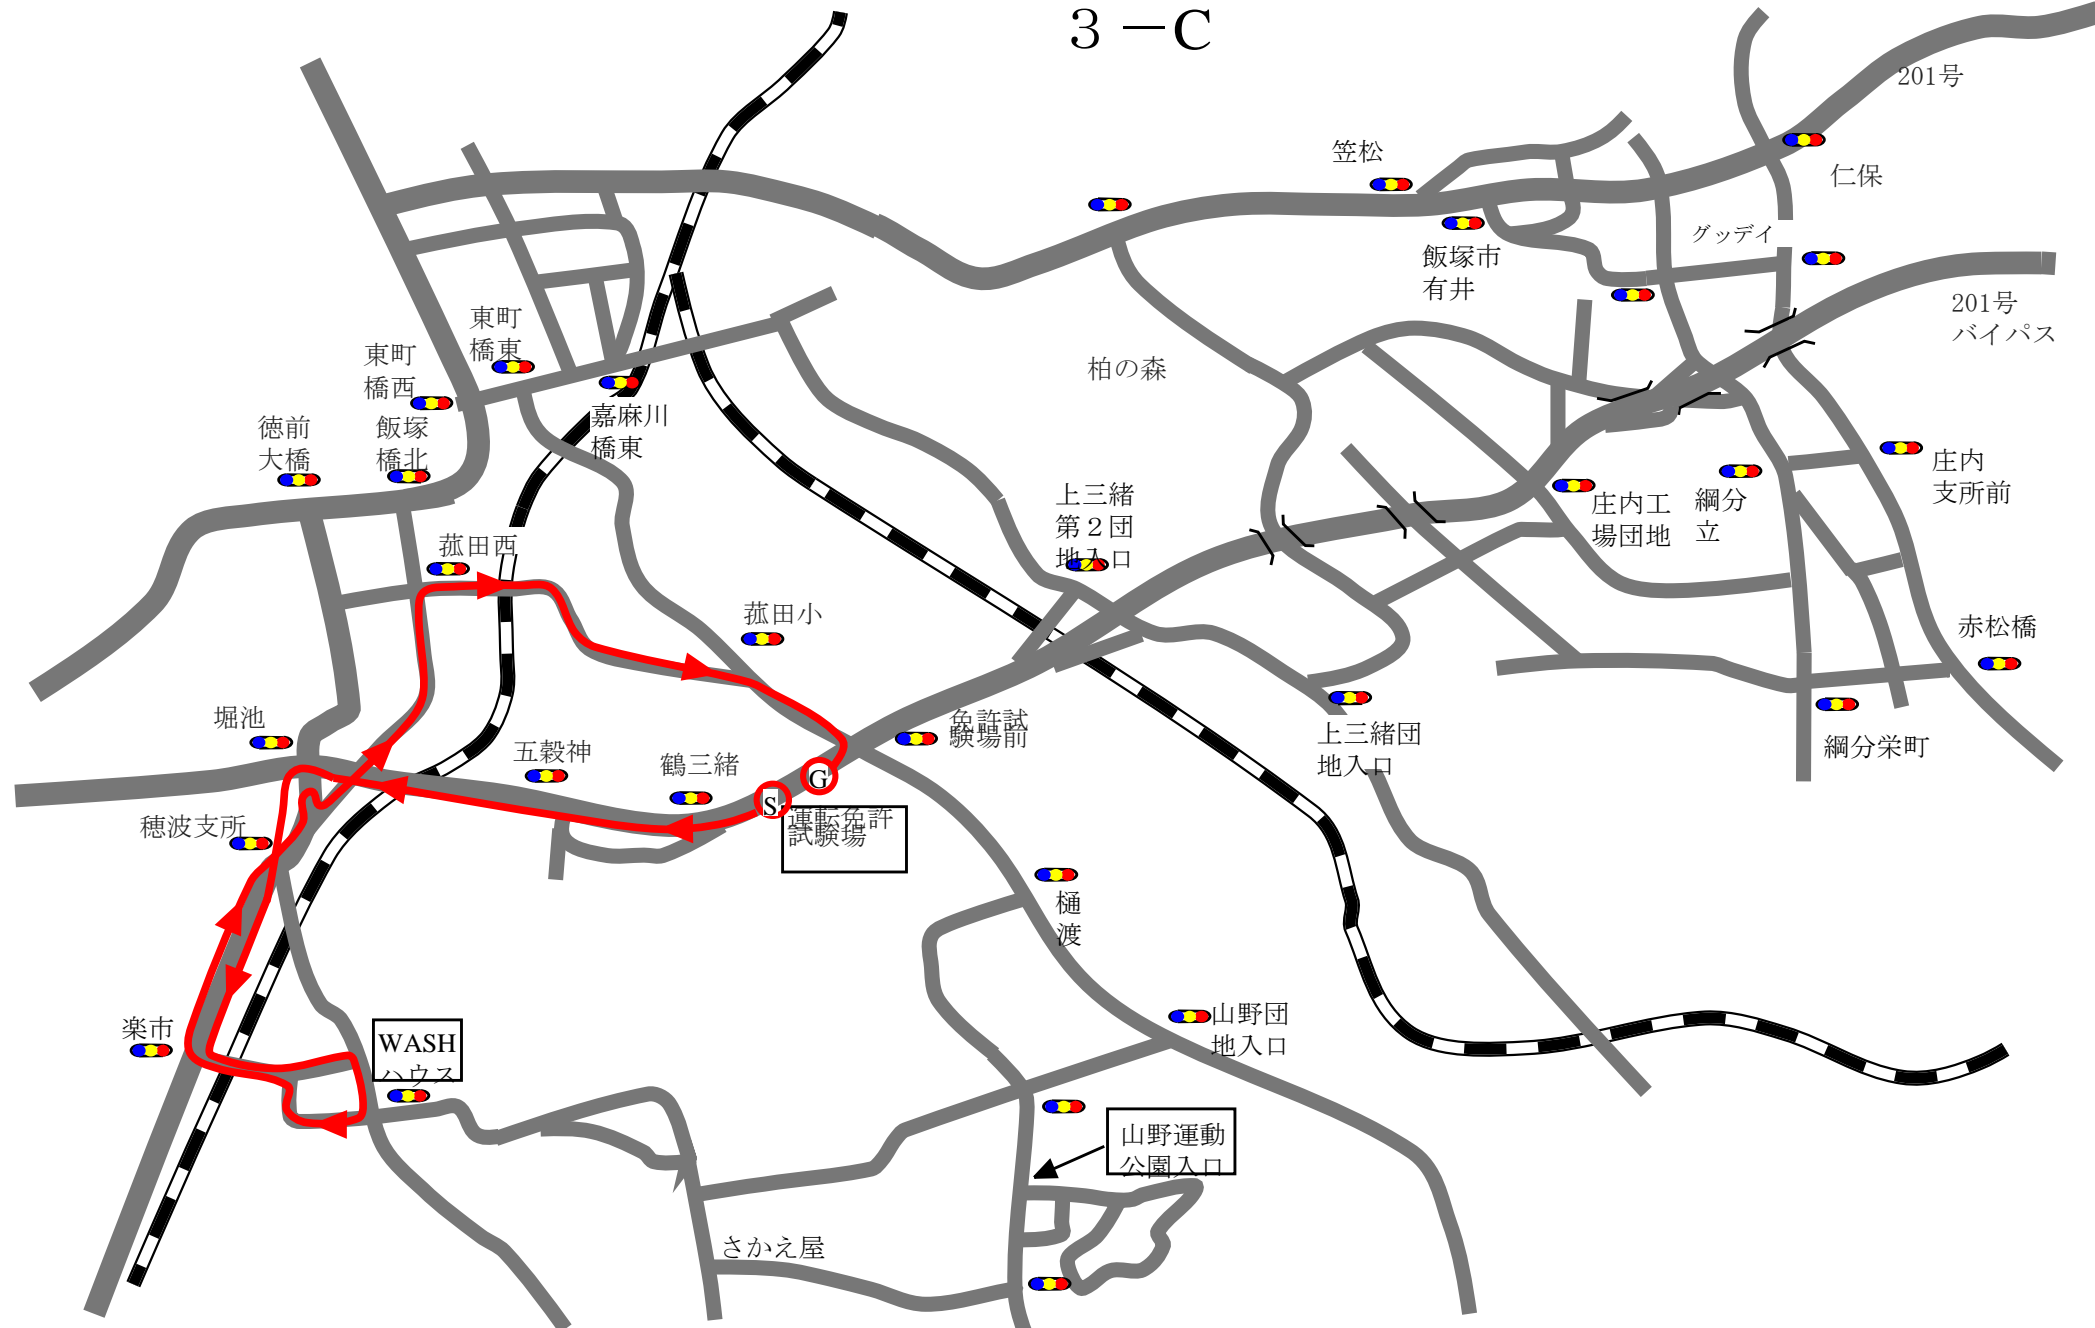 ３－C
201号
笠松
仁保
グッデイ
飯塚市
有井
201号
バイパス
東町
橋東
東町
橋西
柏の森
嘉麻川
橋東
徳前
大橋
飯塚
橋北
庄内
支所前
上三緒
第２団
地入口
庄内工
場団地
綱分
立
菰田西
菰田小
赤松橋
堀池
免許試
験場前
五穀神
鶴三緒
上三緒団
地入口
綱分栄町
G
S
運転免許
試験場
穂波支所
樋
渡
楽市
WASH
ハウス
山野団
地入口
山野運動
公園入口
さかえ屋